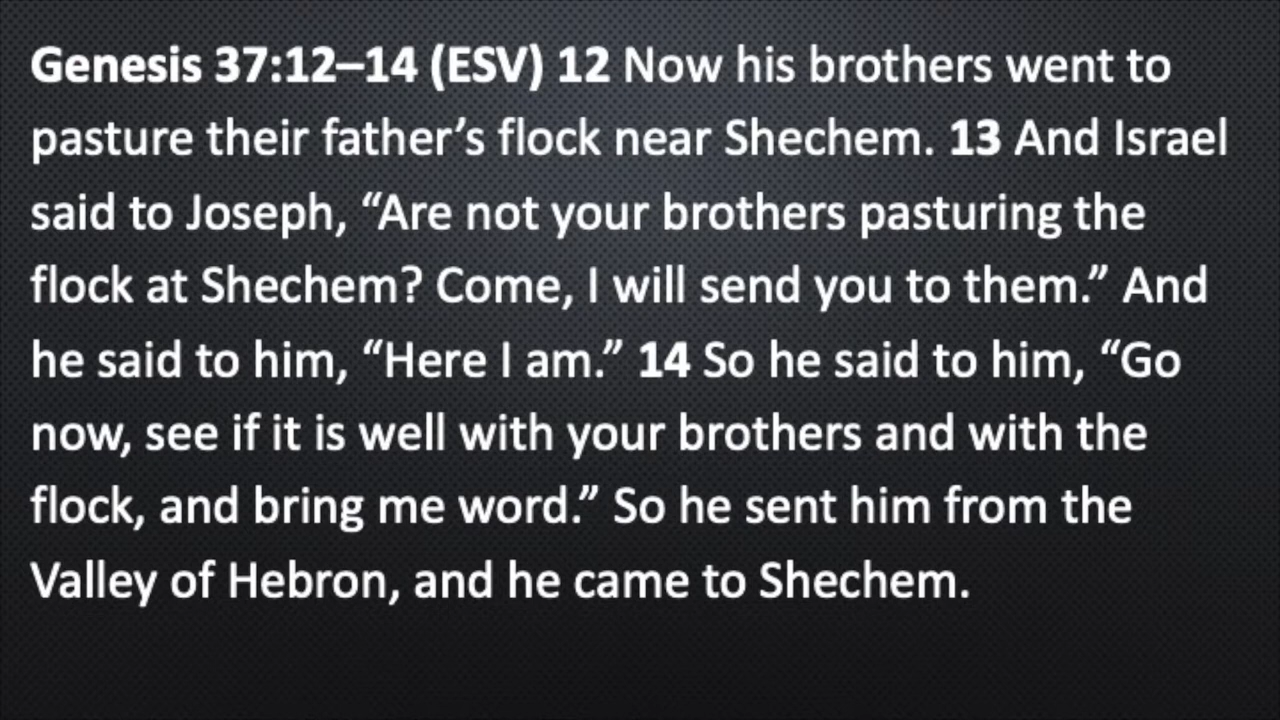 Genesis 37:12–14 (ESV) 12 Now his brothers went to
pasture their father’s flock near Shechem. 13 And Israel
said to Joseph, “Are not your brothers pasturing the
flock at Shechem? Come, I will send you to them.” And
he said to him, “Here I am.” 14 So he said to him, “Go
now, see if it is well with your brothers and with the
flock, and bring me word.” So he sent him from the
Valley of Hebron, and he came to Shechem.